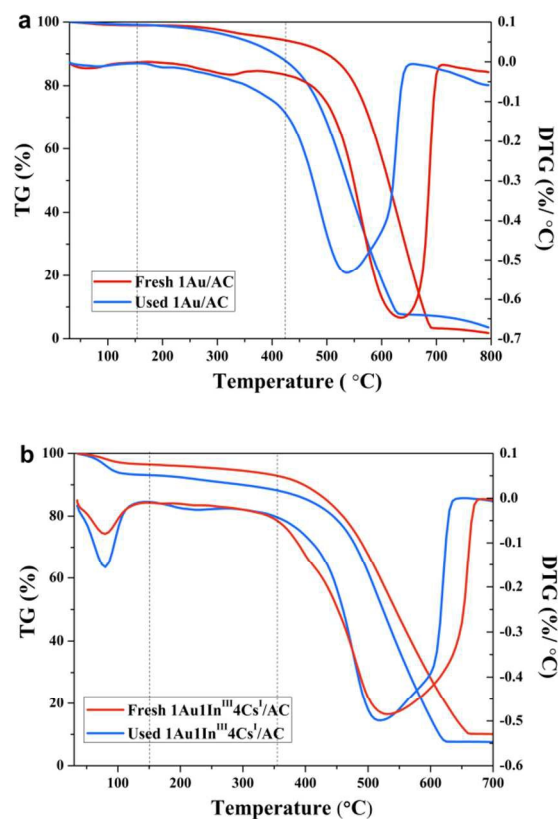 a
100
80
60
40
20
0
TG (%)
0.1
0.0
-0.1
-0.2
-0.3
-0.4
-0.5
-0.6
-0.7
DTG (%/ °C)
Fresh 1Au/AC
Used 1Au/AC
100 200 300 400 500 600 700 800
Temperature ( °C)
b
100
80
60
40
20
0
TG (%)
0.1
0.0
-0.1
-0.2
-0.3
-0.4
-0.5
-0.6
DTG (%/ °C)
Fresh 1Au1Inᴵᴵᴵ4Csᴵ/AC
Used 1Au1Inᴵᴵᴵ4Csᴵ/AC
100 200 300 400 500 600 700
Temperature (°C)